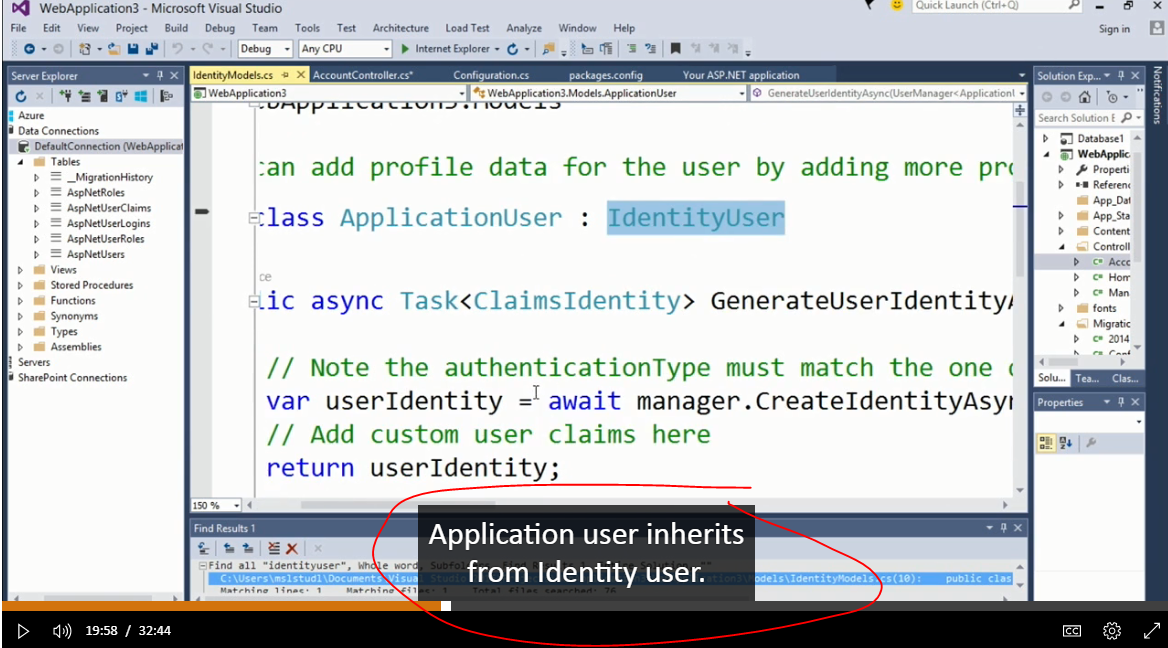 WebApplication3 - Microsoft Visual Studio
Quick Launch (Ctrl+Q)
File Edit View Project Build Debug Team Tools Test Architecture Load Test Analyze Window Help
Sign in
Debug Any CPU Internet Explorer
Server Explorer
Azure
Data Connections
DefaultConnection (WebApplicat
Tables
__MigrationHistory
AspNetRoles
AspNetUserClaims
AspNetUserLogins
AspNetUserRoles
AspNetUsers
Views
Stored Procedures
Functions
Synonyms
Types
Assemblies
Servers
SharePoint Connections
IdentityModels.cs AccountController.cs* Configuration.cs packages.config Your ASP.NET application
WebApplication3 WebApplication3.Models.ApplicationUser GenerateUserIdentityAsync(UserManager<Application
bApplication3.Models
can add profile data for the user by adding more pro
class ApplicationUser : IdentityUser
ce
lic async Task<ClaimsIdentity> GenerateUserIdentityA
// Note the authenticationType must match the one d
var userIdentity = await manager.CreateIdentityAsyn
// Add custom user claims here
return userIdentity;
150 %
Find Results 1
Find all "identityuser", Whole word,
C:\Users\mslstudl\Documents\Visual Studio \Models\IdentityModels.cs(10): public clas
Matching lines: 1 Matching files: 1 Total files searched: 76
Application user inherits
from Identity user.
Solution Exp...
Search Solution E
Database1
WebApplic
Properti
Referenc
App_Dat
App_Sta
Content
Controll
Acco
Hom
Man
fonts
Migratic
2014
Conf
Solu... Tea... Clas...
Properties
Notifications
19:58 / 32:44
CC